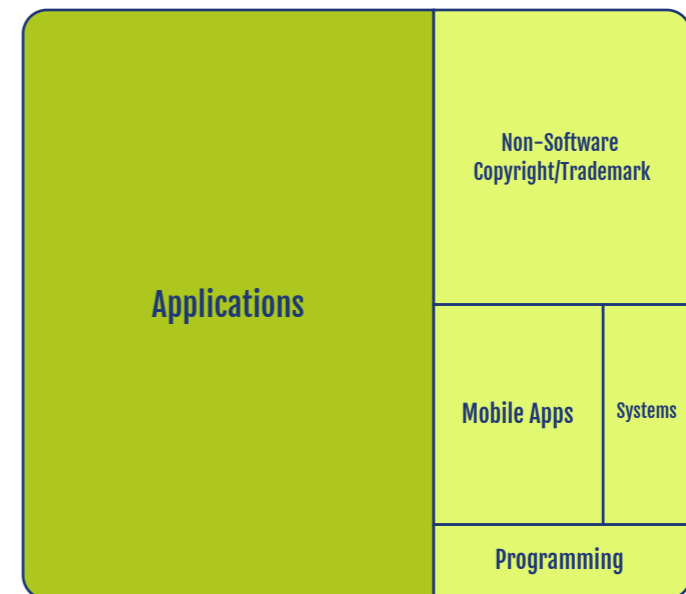 Non-Software
Copyright/Trademark
Applications
Mobile Apps
Systems
Programming